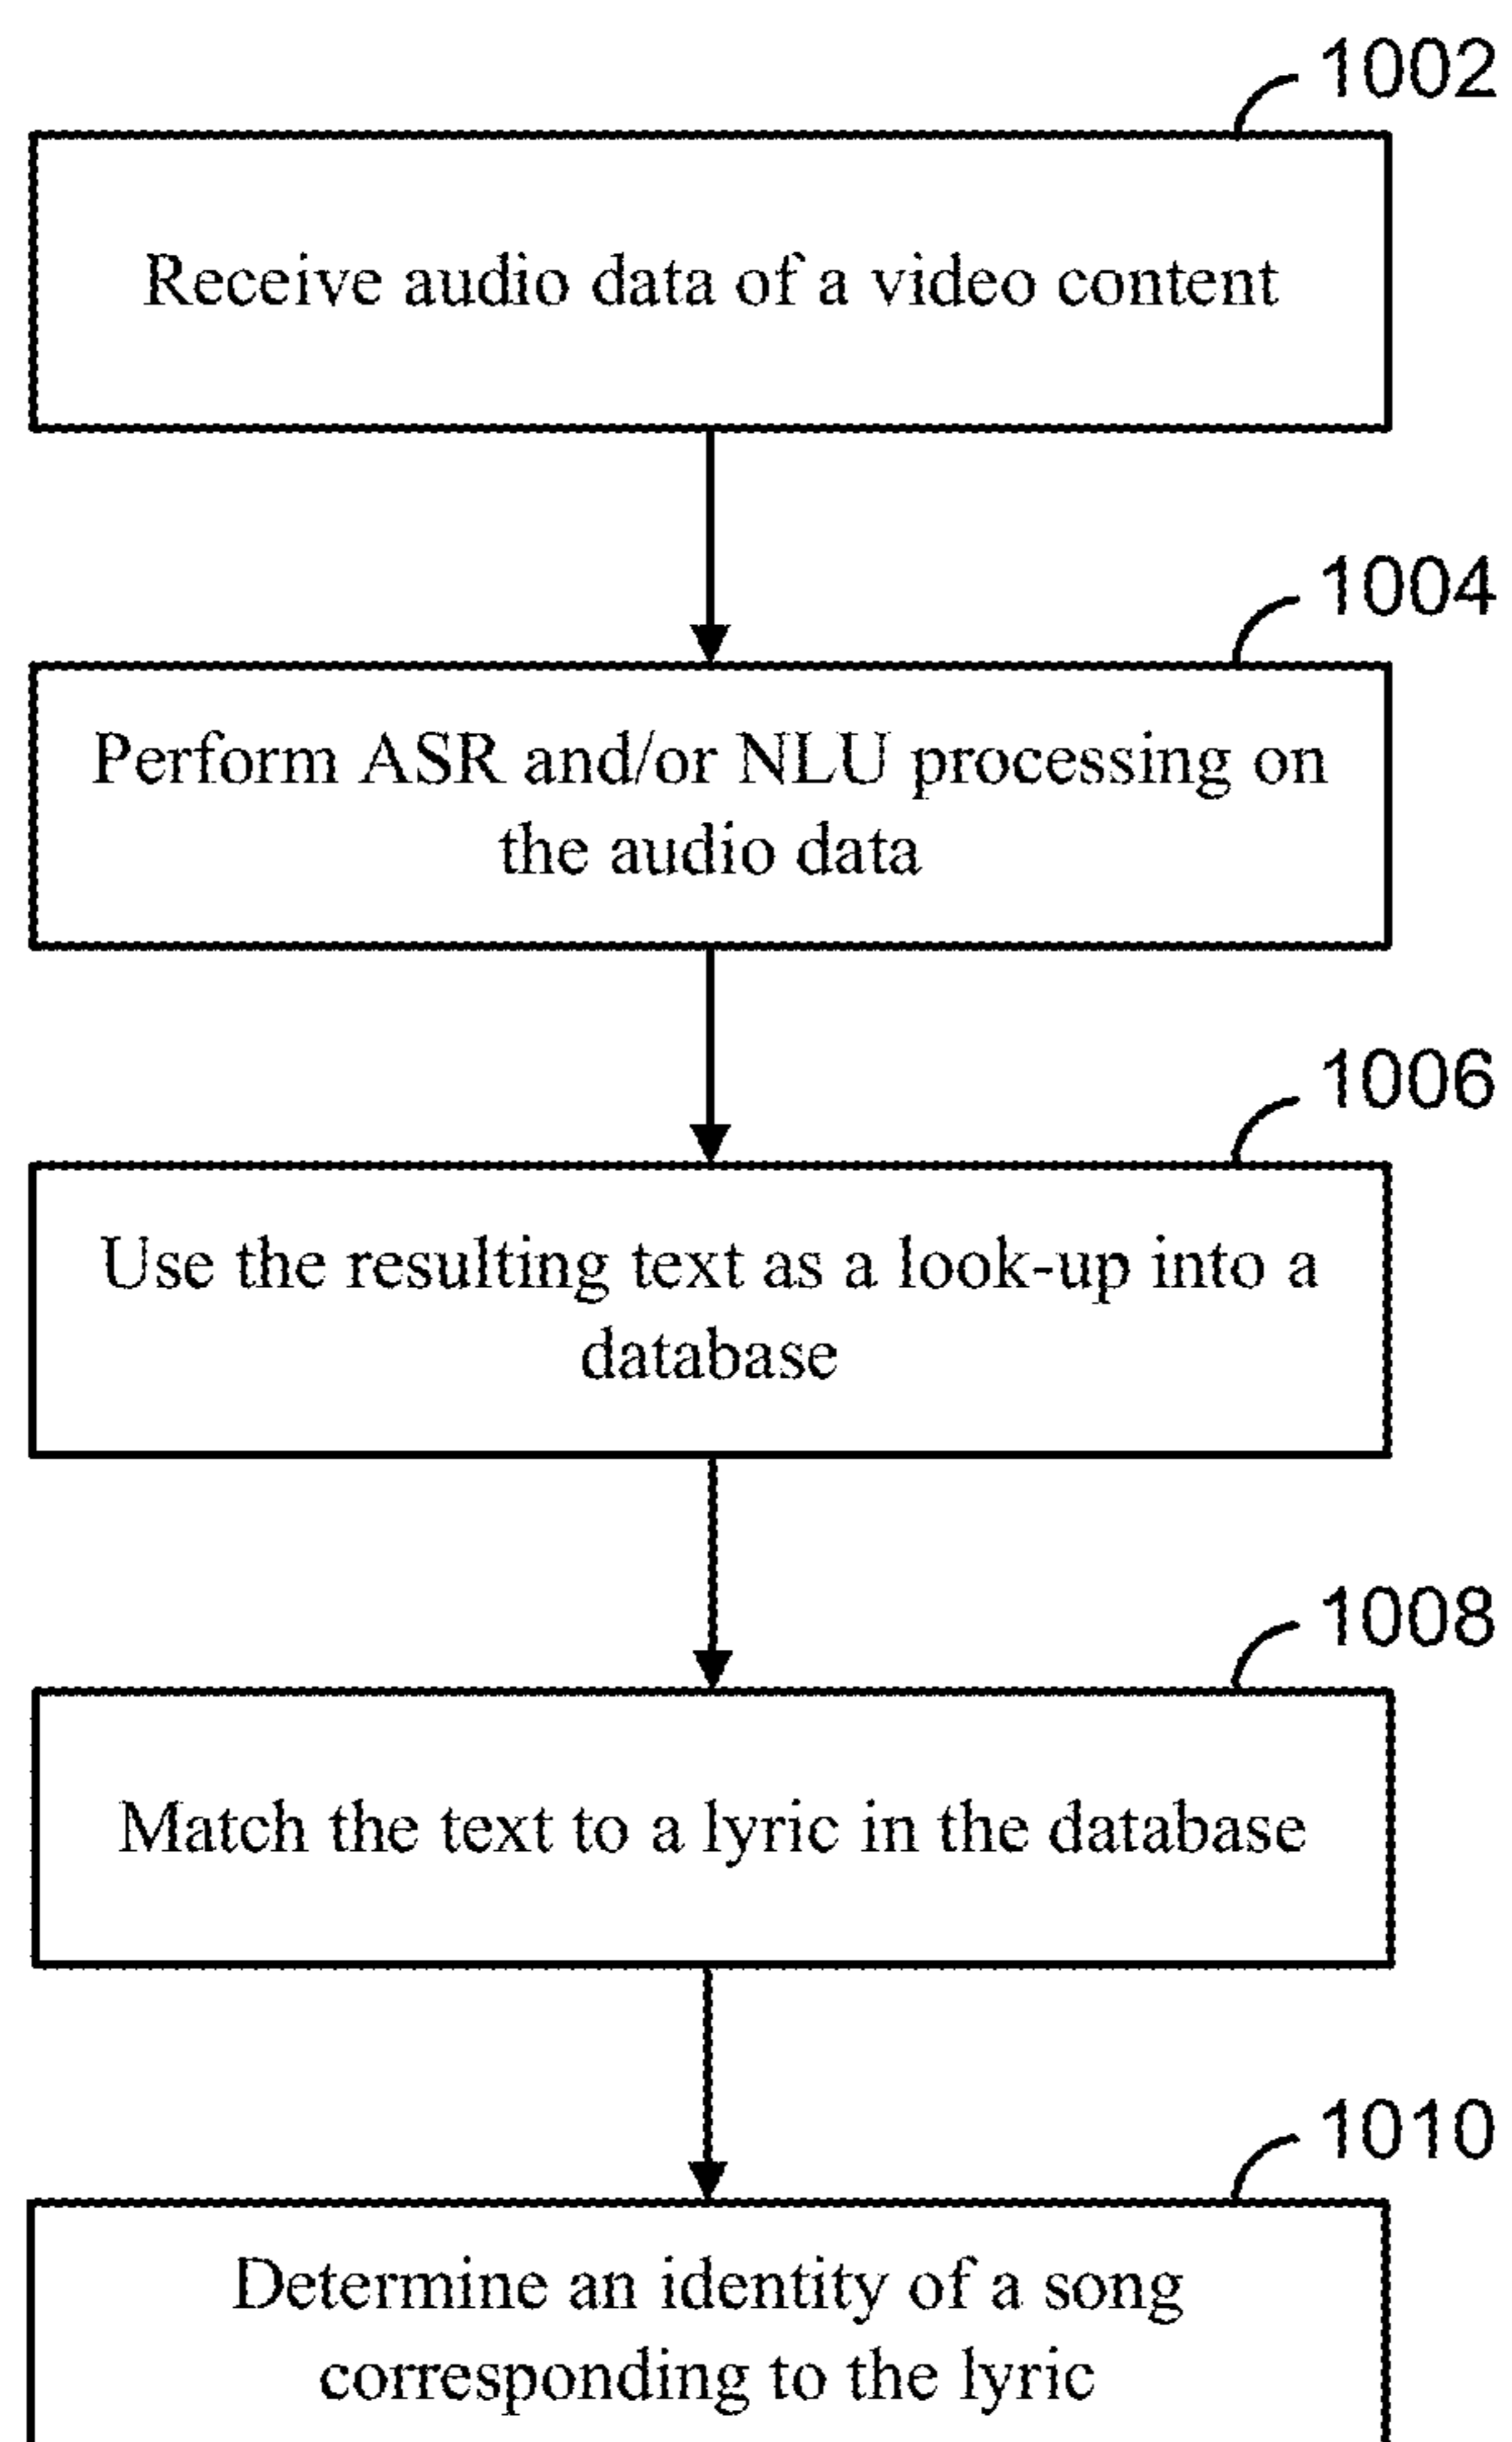 1002
Receive audio data of a video content
1004
Perform ASR and/or NLU processing on
the audio data
1006
Use the resulting text as a look-up into a
database
1008
Match the text to a lyric in the database
1010
Determine an identity of a song
corresponding to the lyric